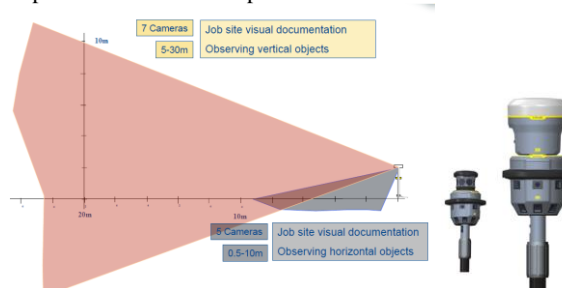 7 Cameras Job site visual documentation
5-30m Observing vertical objects
10m
20m
10m
5 Cameras Job site visual documentation
0.5-10m Observing horizontal objects